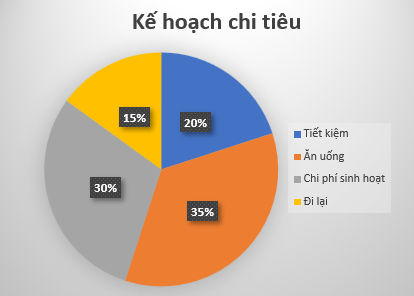 Kế hoạch chi tiêu
15%
20%
30%
35%
Tiết kiệm
Ăn uống
Chi phí sinh hoạt
Đi lại